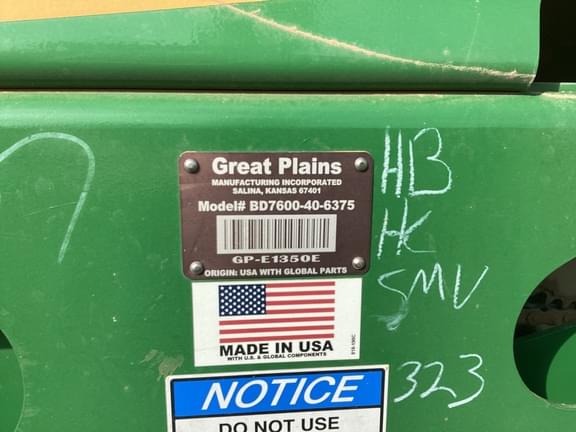 Great Plains
MANUFACTURING INCORPORATED
SALINA, KANSAS 67401
Model# BD7600-40-6375
GP-E1350E
ORIGIN: USA WITH GLOBAL PARTS
MADE IN USA
WITH U.S. & GLOBAL COMPONENTS
NOTICE
DO NOT USE
HB
HK
SMV
323